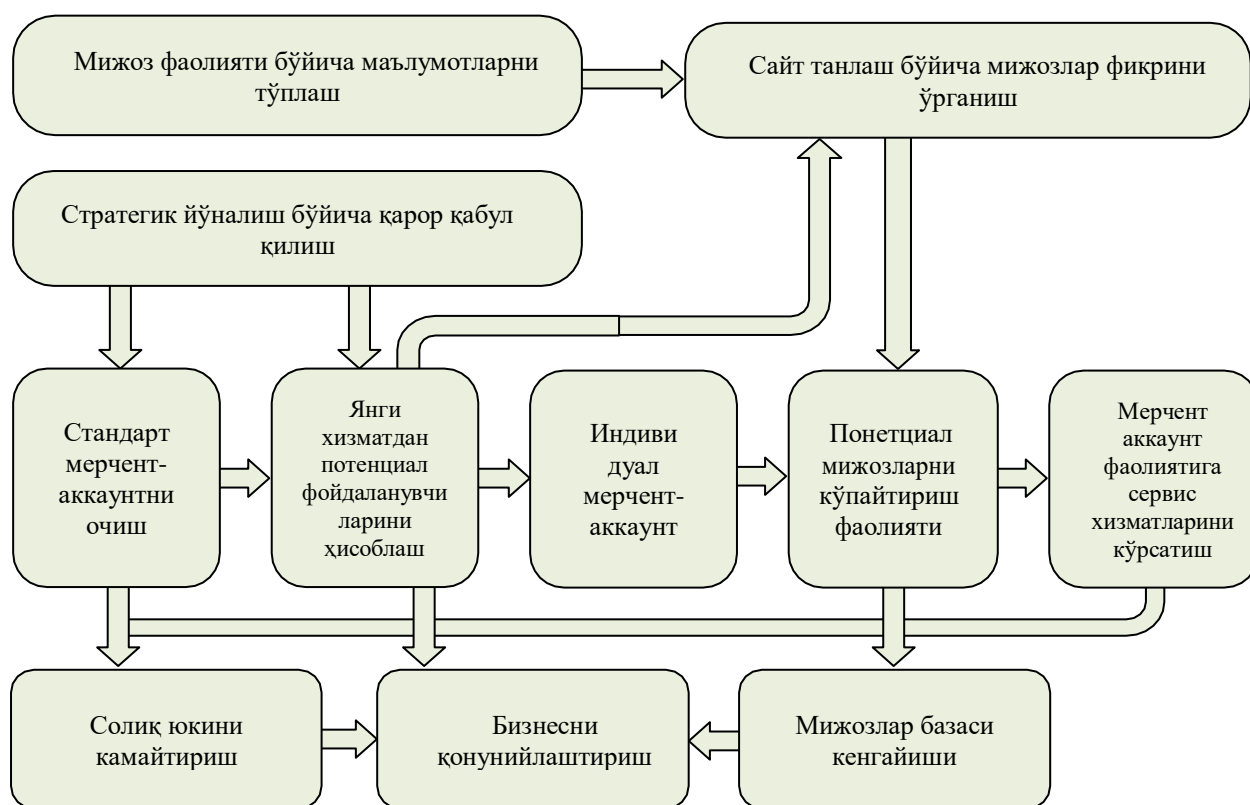 Мижоз фаолияти бўйича маълумотларни
тўплаш
Сайт танлаш бўйича мижозлар фикрини
ўрганиш
Стратегик йўналиш бўйича қарор қабул
қилиш
Стандарт
мерчент-
аккаунтни
очиш
Янги
хизматдан
потенциал
фойдаланувчи
ларини
ҳисоблаш
Индиви
дуал
мерчент-
аккаунт
Понетциал
мижозларни
кўпайтириш
фаолияти
Мерчент
аккаунт
фаолиятига
сервис
хизматларини
кўрсатиш
Солиқ юкини
камайтириш
Бизнесни
қонунийлаштириш
Мижозлар базаси
кенгайиши